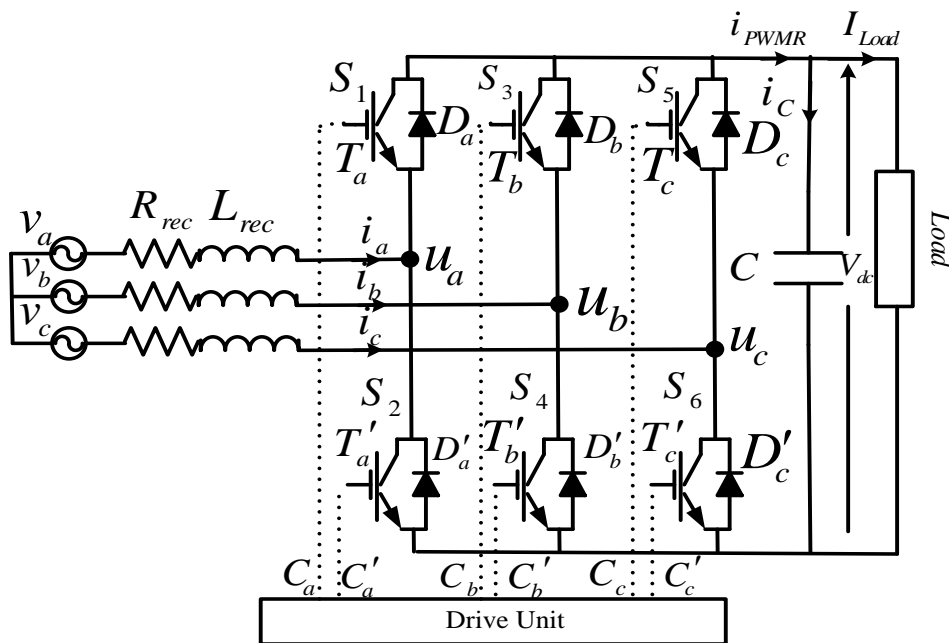 i_PWMR I_Load
S_1 S_3 S_5 i_C
D_a D_b D_c
T_a T_b T_c
R_rec L_rec
v_a i_a u_a
v_b i_b u_b
v_c i_c u_c
C V_dc Load
S_2 S_4 S_6
T'_a D'_a T'_b D'_b T'_c D'_c
C_a C'_a C_b C'_b C_c C'_c
Drive Unit